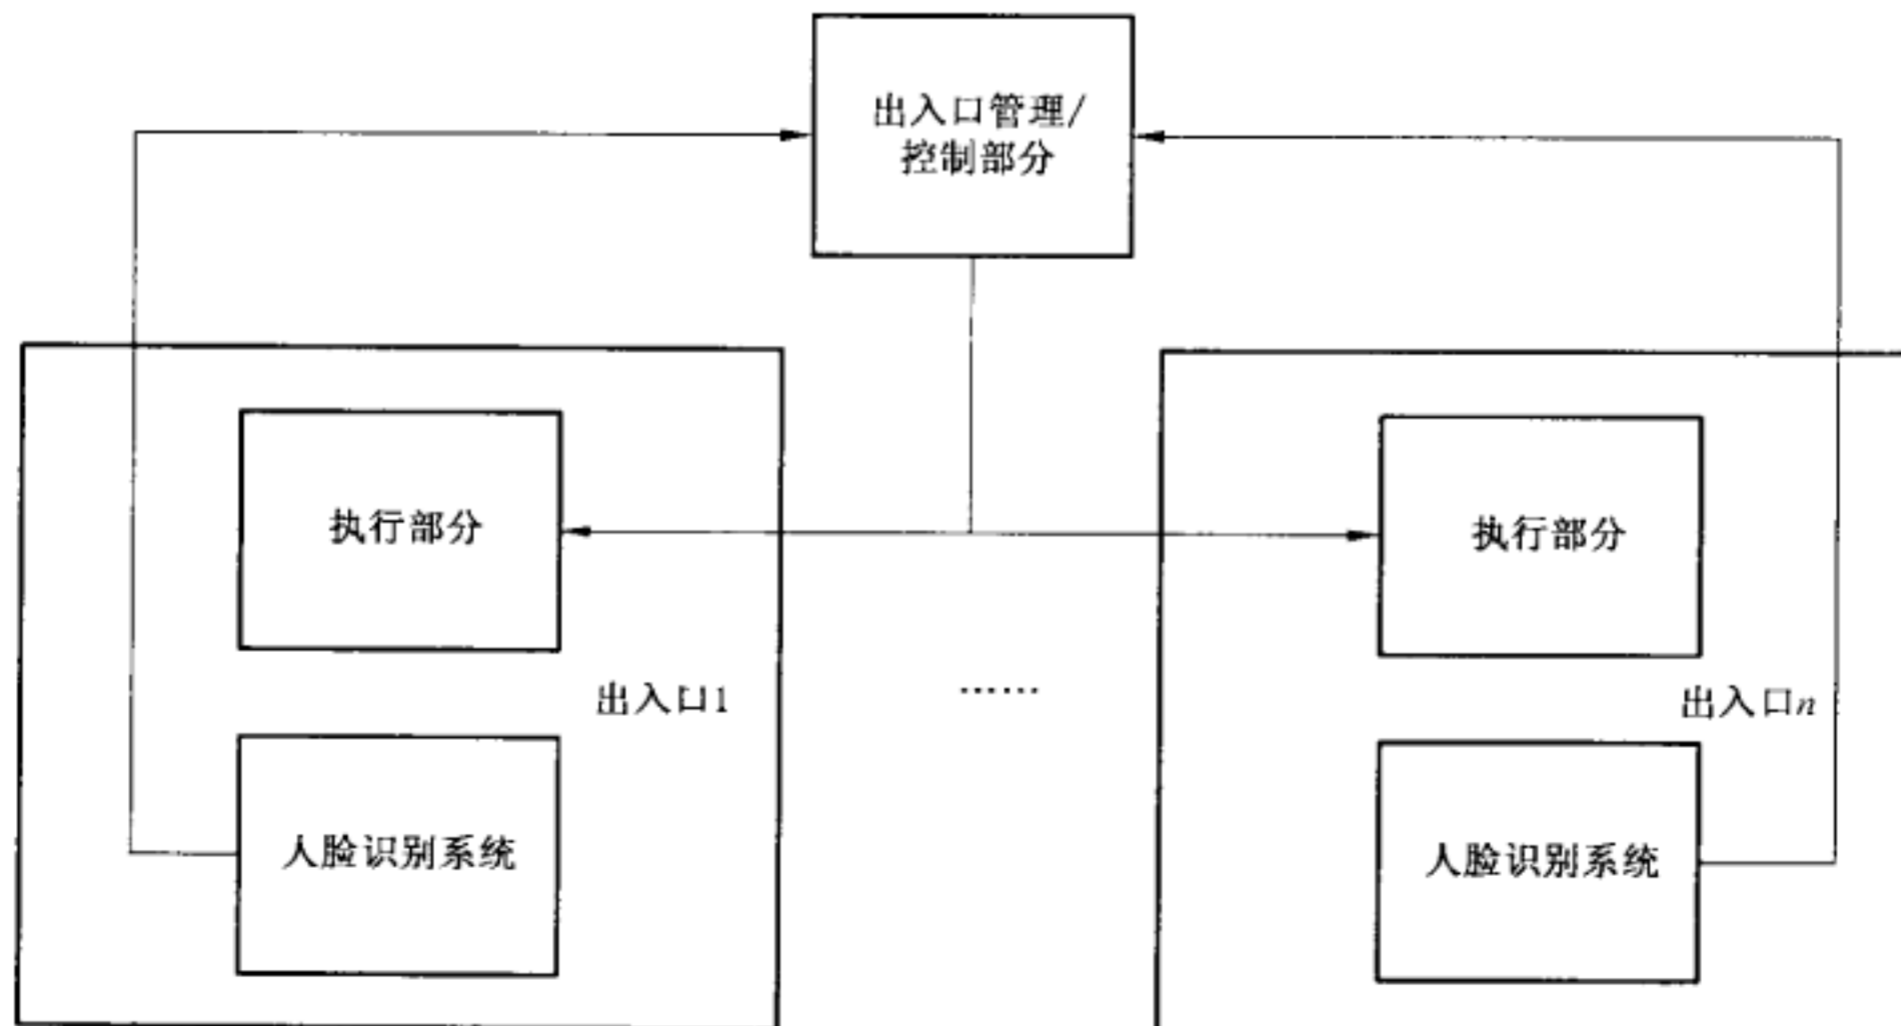 出入口管理/
控制部分
执行部分
执行部分
出入口1
……
出入口n
人脸识别系统
人脸识别系统